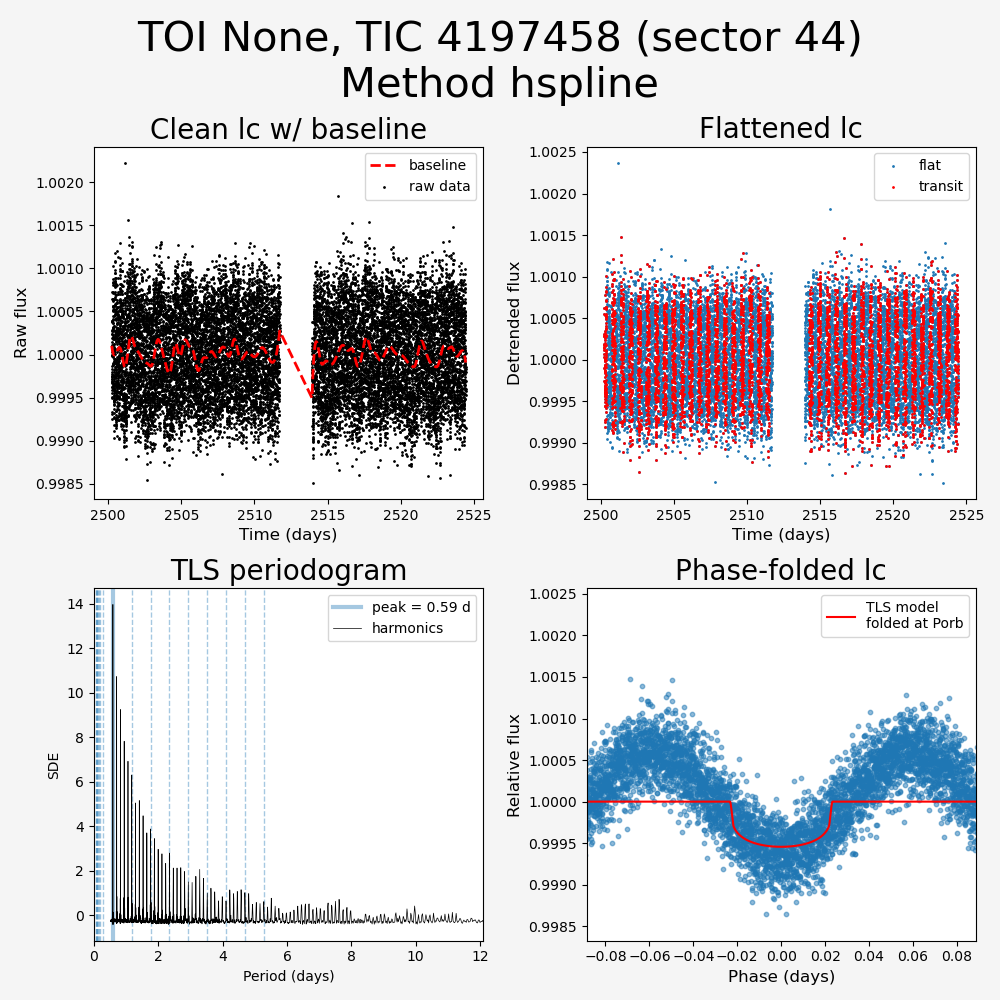 TOI None, TIC 4197458 (sector 44)
Method hspline
Clean lc w/ baseline
baseline
raw data
1.0020
1.0015
1.0010
1.0005
1.0000
0.9995
0.9990
0.9985
Raw flux
2500 2505 2510 2515 2520 2525
Time (days)
Flattened lc
flat
transit
1.0025
1.0020
1.0015
1.0010
1.0005
1.0000
0.9995
0.9990
0.9985
Detrended flux
2500 2505 2510 2515 2520 2525
Time (days)
TLS periodogram
peak = 0.59 d
harmonics
14
12
10
8
6
4
2
0
SDE
0 2 4 6 8 10 12
Period (days)
Phase-folded lc
TLS model
folded at Porb
1.0025
1.0020
1.0015
1.0010
1.0005
1.0000
0.9995
0.9990
0.9985
Relative flux
−0.08 −0.06 −0.04 −0.02 0.00 0.02 0.04 0.06 0.08
Phase (days)